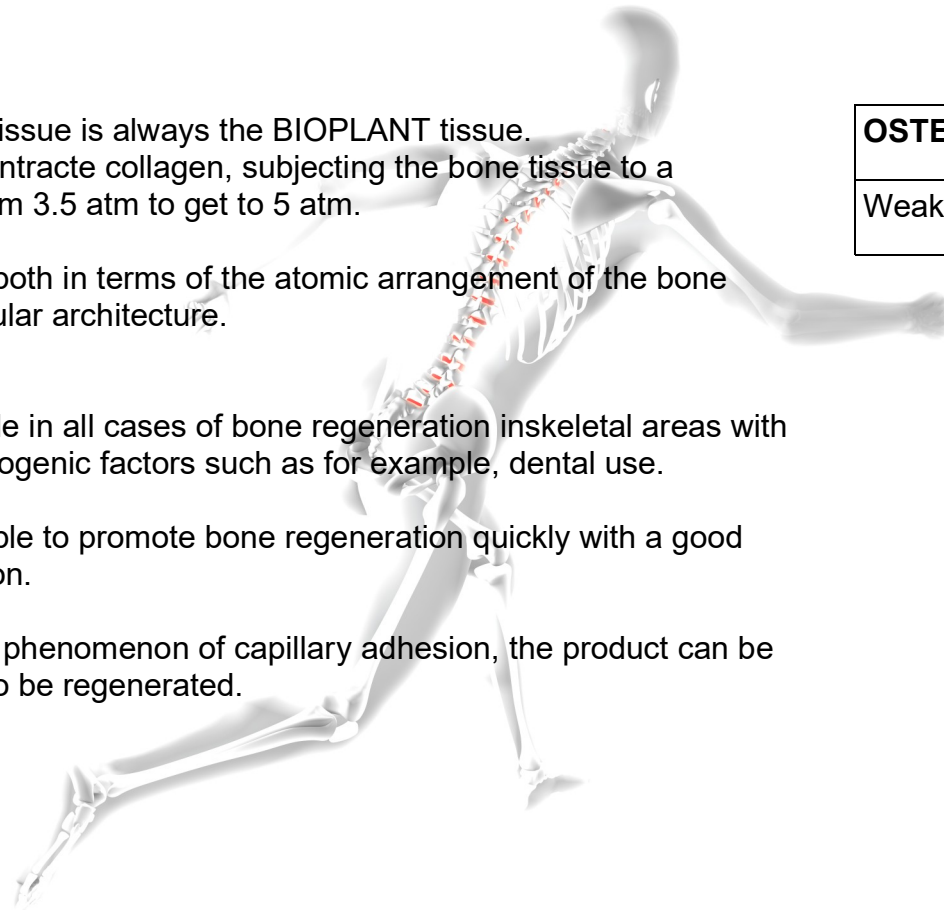 issue is always the BIOPLANT tissue.
ntracte collagen, subjecting the bone tissue to a
m 3.5 atm to get to 5 atm.
both in terms of the atomic arrangement of the bone
ular architecture.
le in all cases of bone regeneration inskeletal areas with
ogenic factors such as for example, dental use.
ble to promote bone regeneration quickly with a good
on.
phenomenon of capillary adhesion, the product can be
o be regenerated.
OSTE
Weak